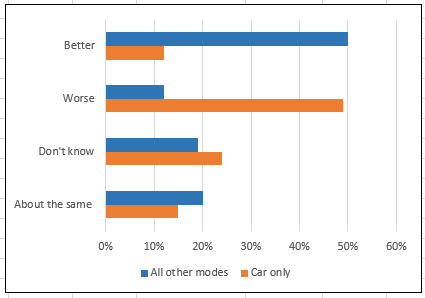 Better
Worse
Don't know
About the same
0% 10% 20% 30% 40% 50% 60%
All other modes Car only